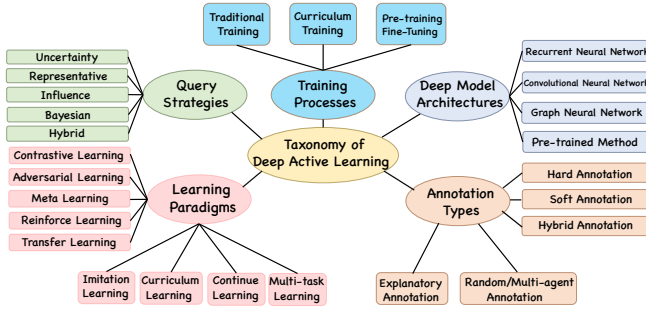 Traditional
Training
Curriculum
Training
Pre-training
Fine-Tuning
Uncertainty
Representative
Influence
Bayesian
Hybrid
Query
Strategies
Training
Processes
Deep Model
Architectures
Recurrent Neural Network
Convolutional Neural Network
Graph Neural Network
Pre-trained Method
Taxonomy of
Deep Active Learning
Contrastive Learning
Adversarial Learning
Meta Learning
Reinforce Learning
Transfer Learning
Learning
Paradigms
Annotation
Types
Hard Annotation
Soft Annotation
Hybrid Annotation
Imitation
Learning
Curriculum
Learning
Continue
Learning
Multi-task
Learning
Explanatory
Annotation
Random/Multi-agent
Annotation